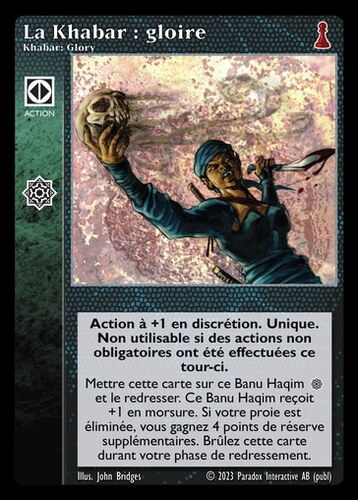 La Khabar : gloire
Khabar: Glory
ACTION
Action à +1 en discrétion. Unique.
Non utilisable si des actions non
obligatoires ont été effectuées ce
tour-ci.
Mettre cette carte sur ce Banu Haqim
et le redresser. Ce Banu Haqim reçoit
+1 en morsure. Si votre proie est
éliminée, vous gagnez 4 points de réserve
supplémentaires. Brûlez cette carte
durant votre phase de redressement.
Illus. John Bridges © 2023 Paradox Interactive AB (publ)